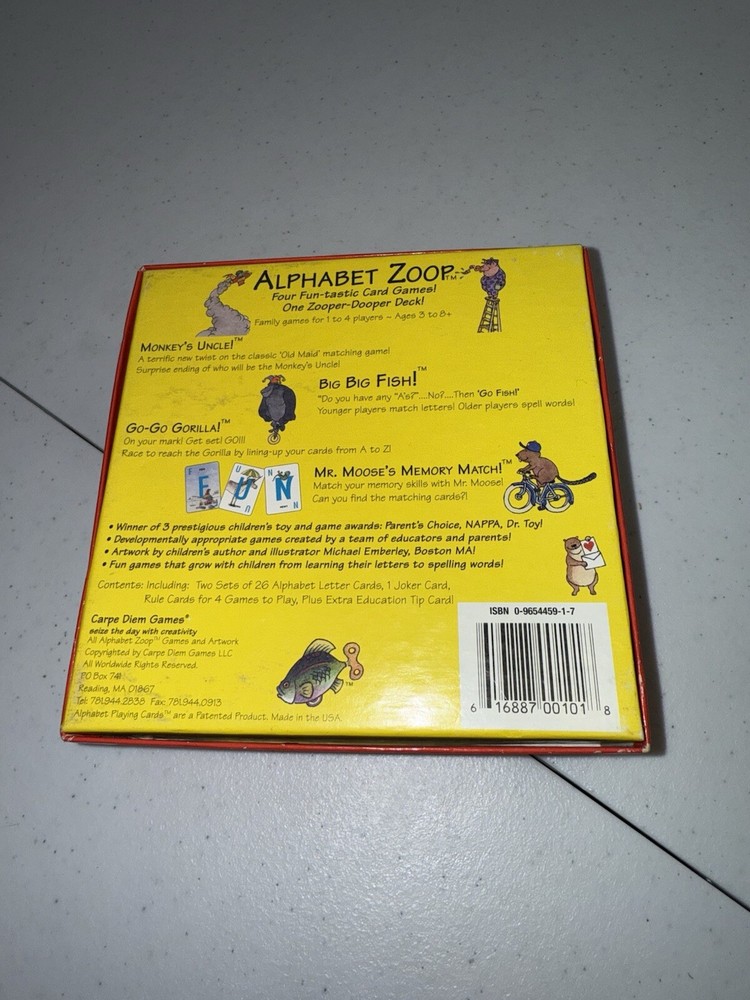 ALPHABET ZOOP™
Four Fun-tastic Card Games!
One Zooper-Dooper Deck!
Family games for 1 to 4 players – Ages 3 to 8+
MONKEY'S UNCLE!™
A terrific new twist on the classic 'Old Maid' matching game!
Surprise ending of who will be the Monkey's Uncle!
BIG BIG FISH!™
"Do you have any "A's?"....No?....Then 'Go Fish!'
Younger players match letters! Older players spell words!
GO-GO GORILLA!™
On your mark! Get set! GO!!!
Race to reach the Gorilla by lining-up your cards from A to Z!
F U N
MR. MOOSE'S MEMORY MATCH!™
Match your memory skills with Mr. Moose!
Can you find the matching cards?!
• Winner of 3 prestigious children's toy and game awards: Parent's Choice, NAPPA, Dr. Toy!
• Developmentally appropriate games created by a team of educators and parents!
• Artwork by children's author and illustrator Michael Emberley, Boston MA!
• Fun games that grow with children from learning their letters to spelling words!
Contents: Including: Two Sets of 26 Alphabet Letter Cards, 1 Joker Card,
Rule Cards for 4 Games to Play, Plus Extra Education Tip Card!
Carpe Diem Games®
seize the day with creativity
All Alphabet Zoop™ Games and Artwork
Copyrighted by Carpe Diem Games LLC
All Worldwide Rights Reserved.
PO Box 741
Reading, MA 01867
Tel: 781.944.2838 Fax: 781.944.0913
Alphabet Playing Cards™ are a Patented Product. Made in the USA.
TM
ISBN 0-9654459-1-7
6 16887 00101 8